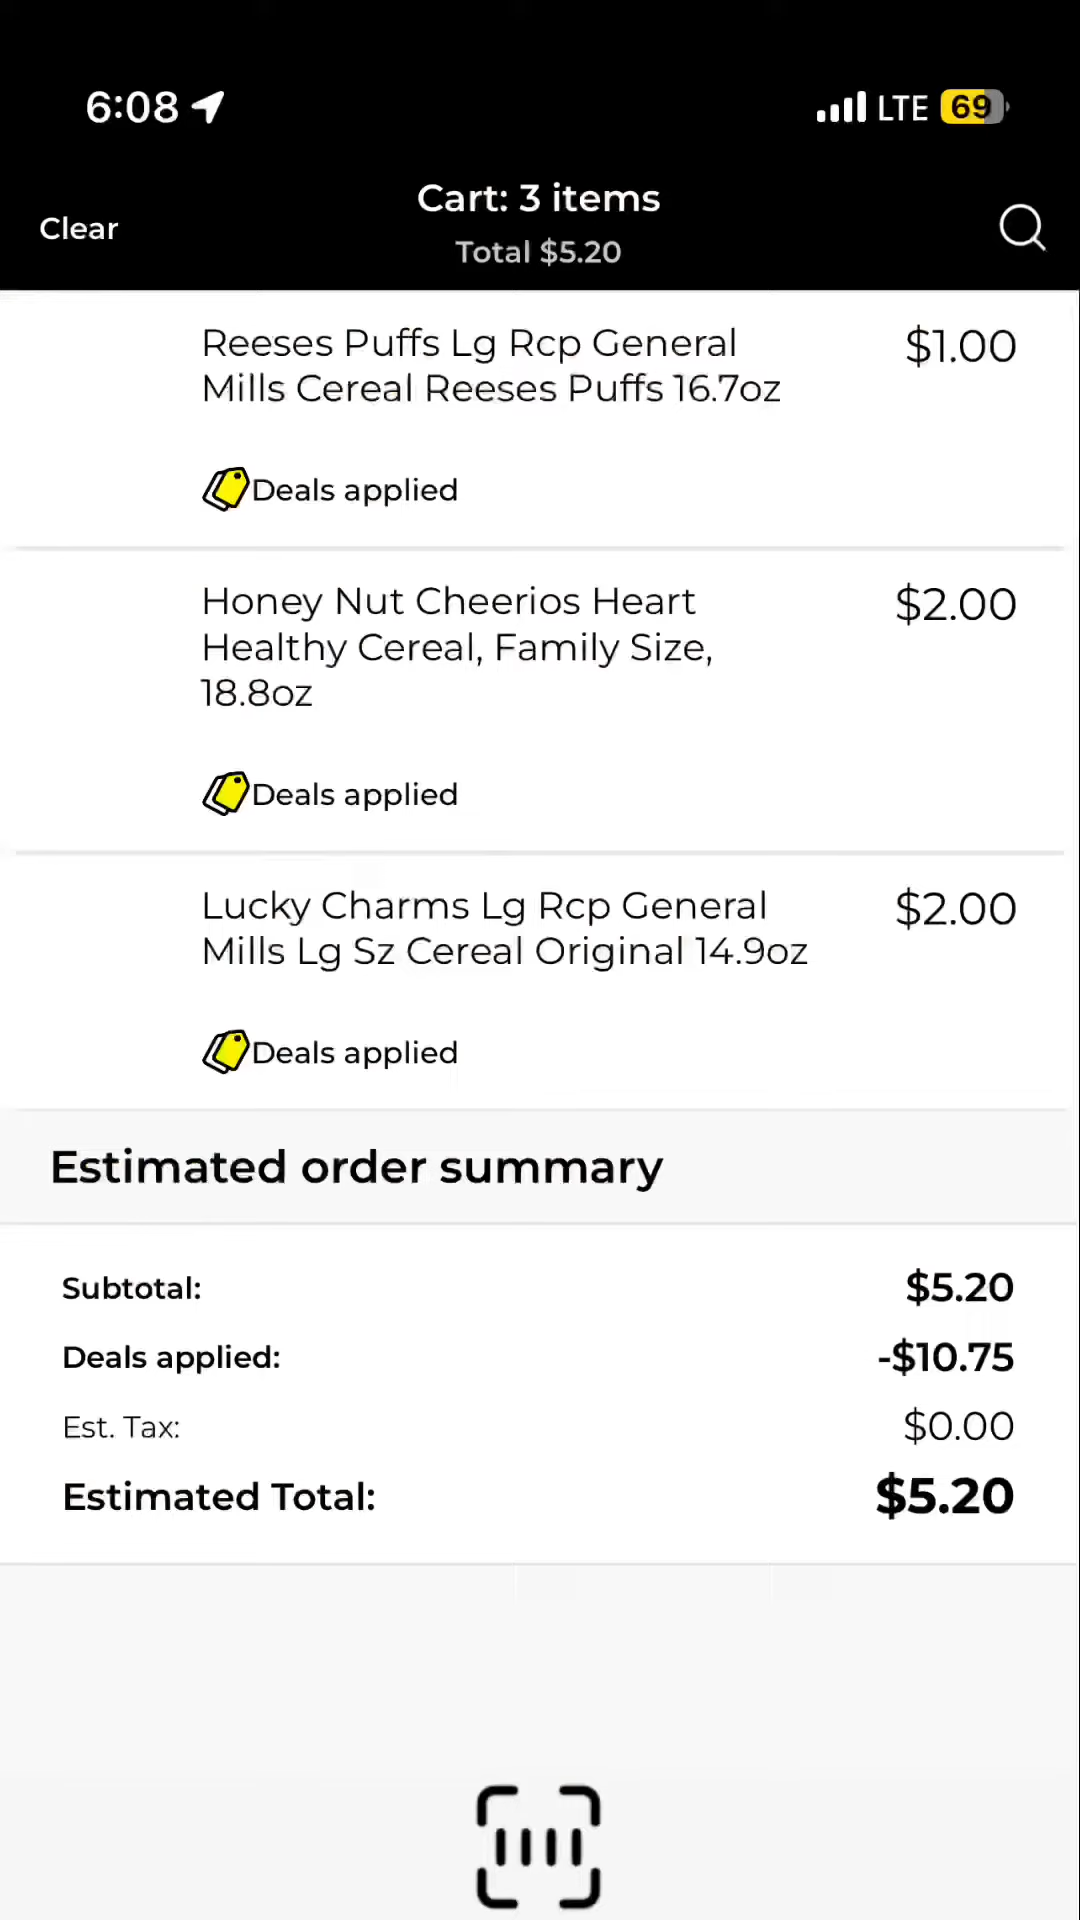 6:08
LTE 69
Clear
Cart: 3 items
Total $5.20
Reeses Puffs Lg Rcp General
Mills Cereal Reeses Puffs 16.7oz
$1.00
Deals applied
Honey Nut Cheerios Heart
Healthy Cereal, Family Size,
18.8oz
$2.00
Deals applied
Lucky Charms Lg Rcp General
Mills Lg Sz Cereal Original 14.9oz
$2.00
Deals applied
Estimated order summary
Subtotal: $5.20
Deals applied: -$10.75
Est. Tax: $0.00
Estimated Total: $5.20